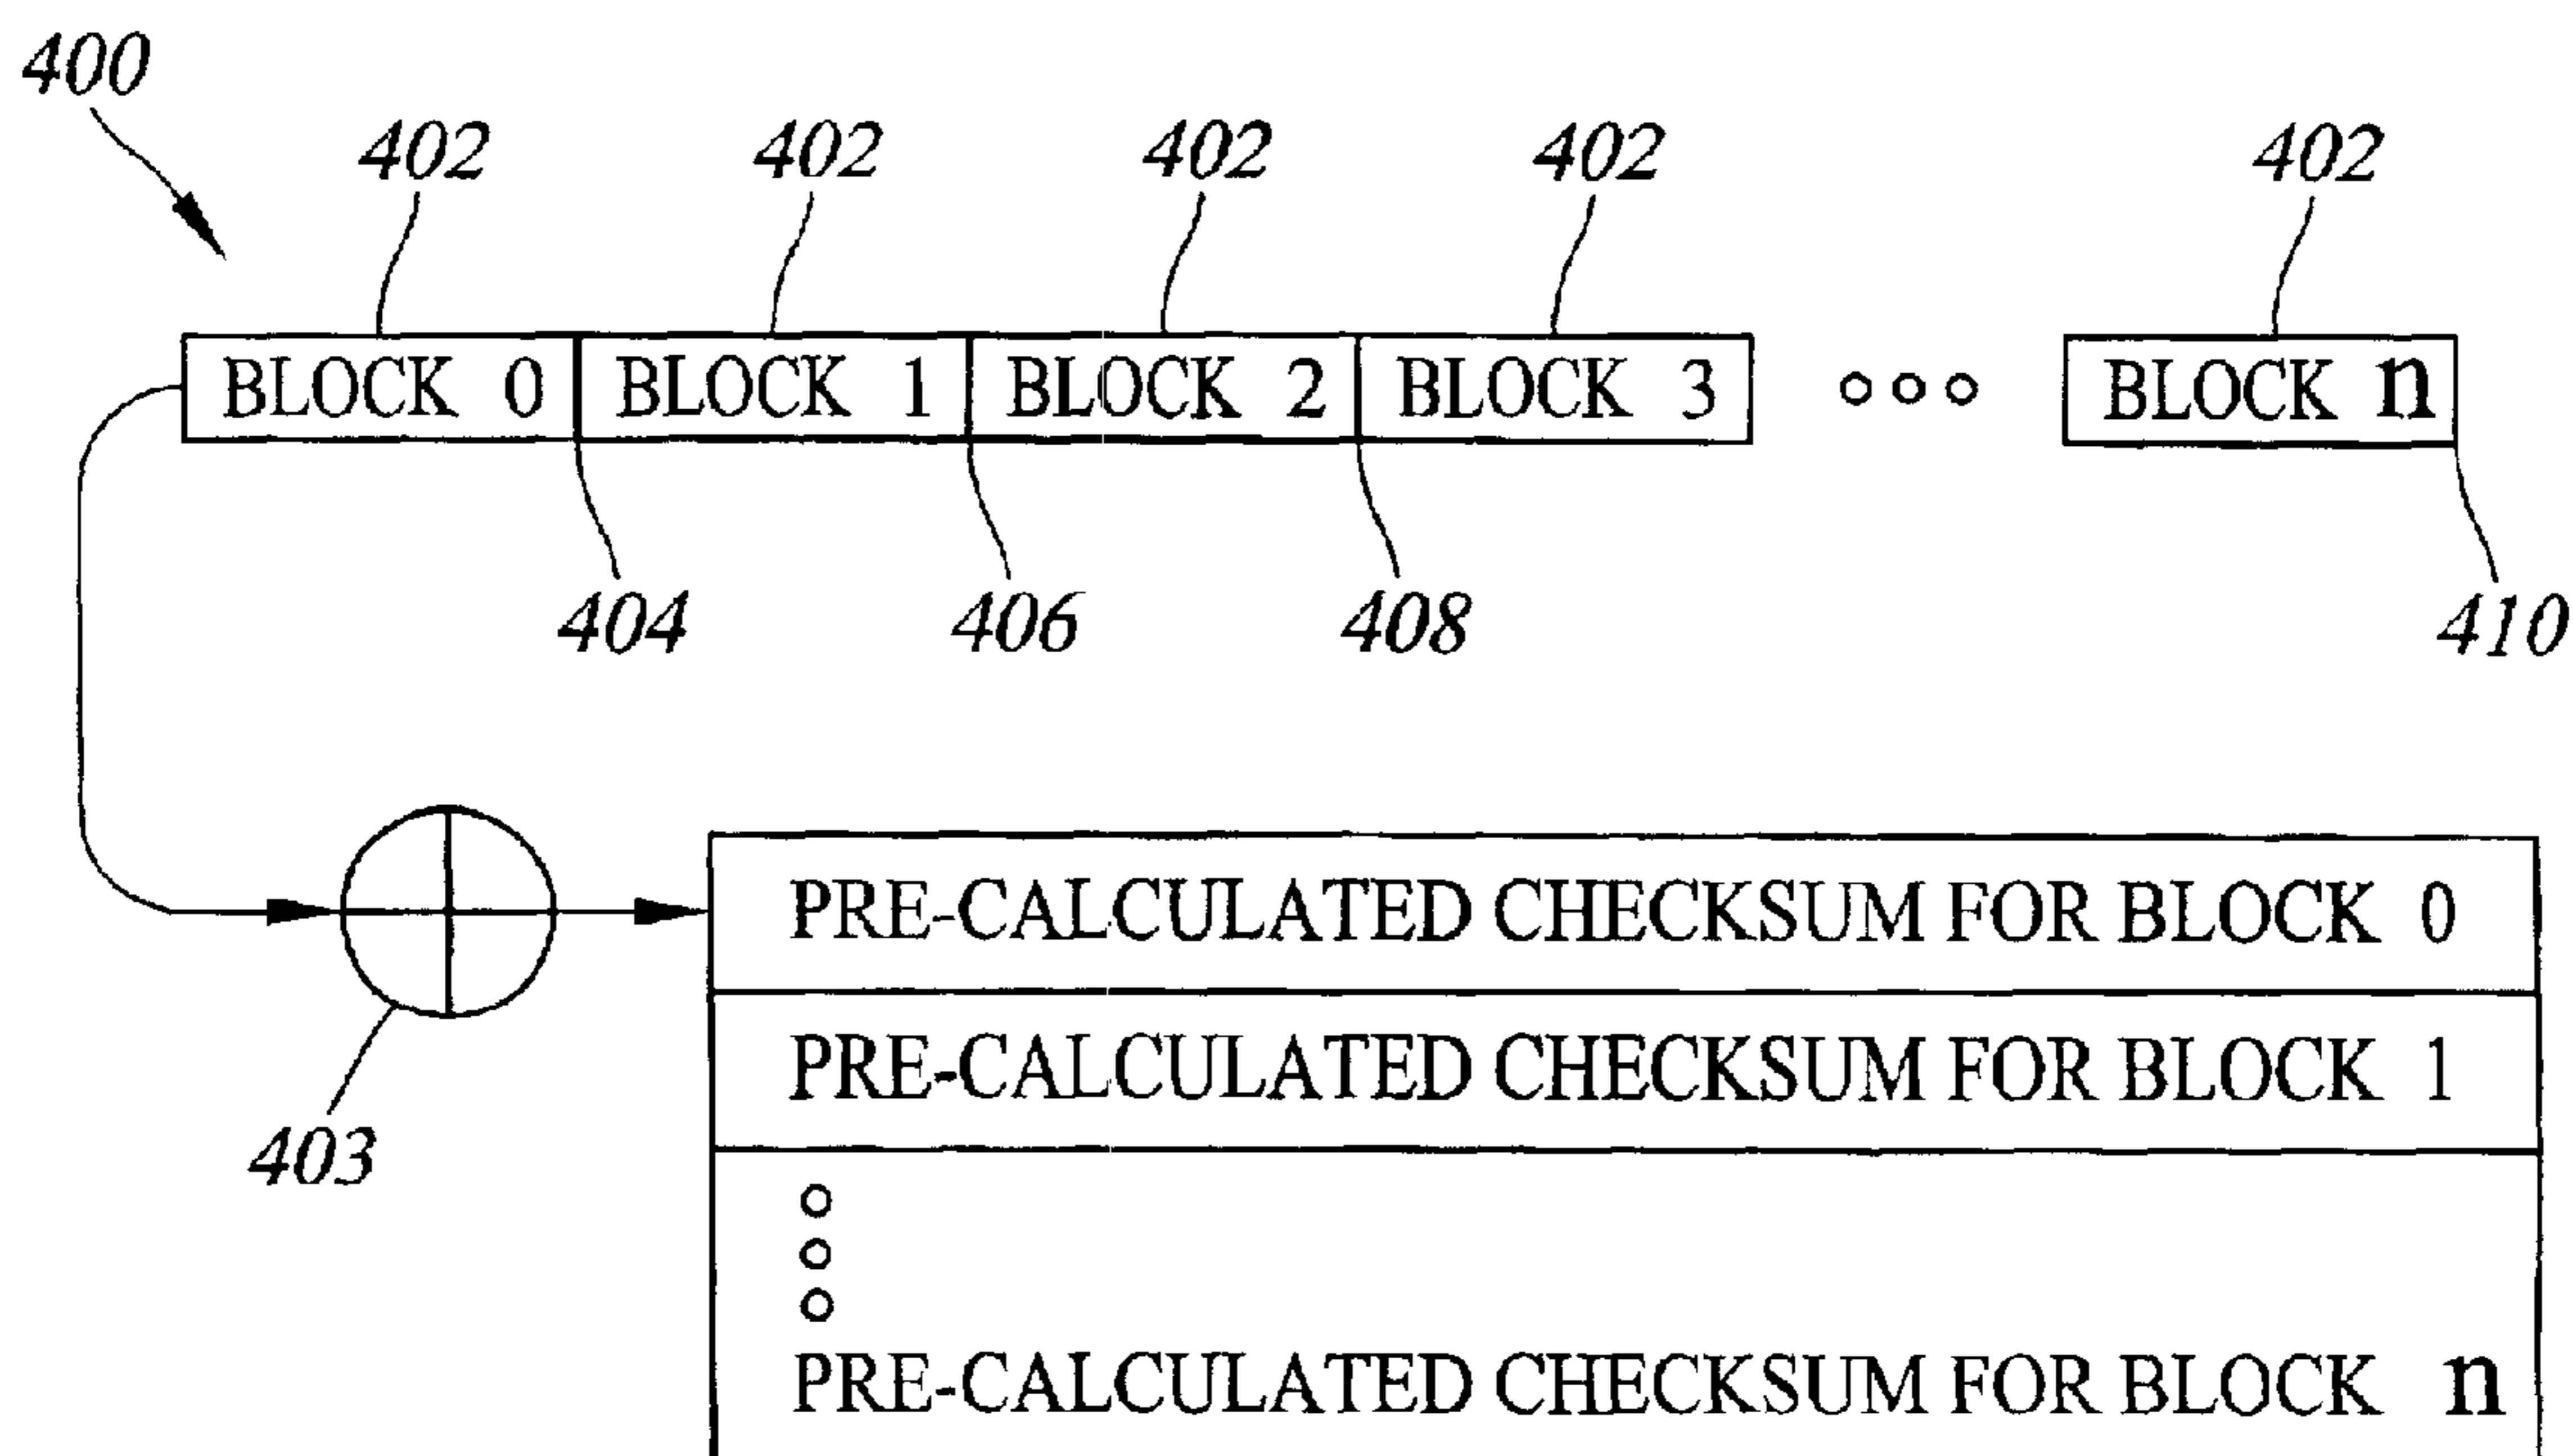 400
402 402 402 402 402
BLOCK 0 BLOCK 1 BLOCK 2 BLOCK 3 BLOCK n
404 406 408 410
PRE-CALCULATED CHECKSUM FOR BLOCK 0
PRE-CALCULATED CHECKSUM FOR BLOCK 1
403
PRE-CALCULATED CHECKSUM FOR BLOCK n